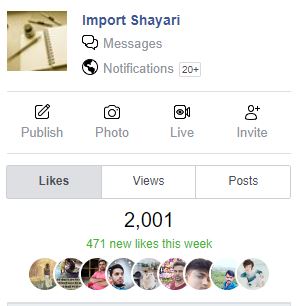 Import Shayari
Messages
Notifications 20+
Publish Photo Live Invite
Likes Views Posts
2,001
471 new likes this week